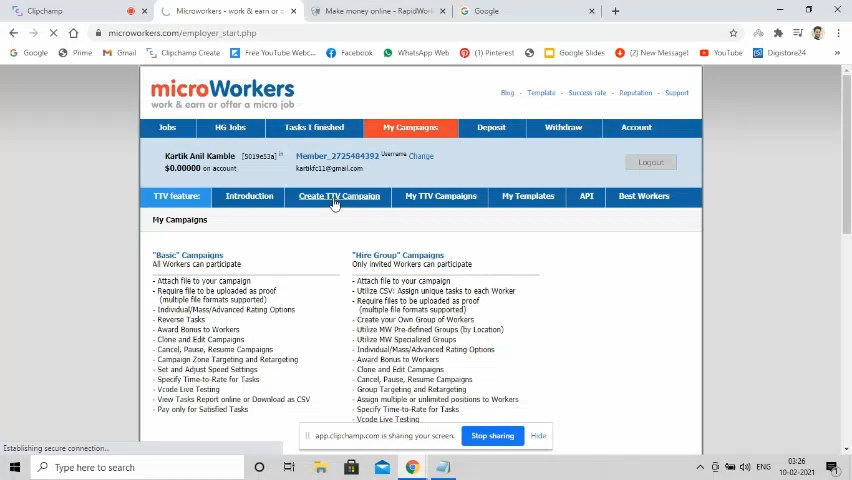 Clipchamp
Microworkers - work & earn or o
Make money online - RapidWor
Google
microworkers.com/employer_start.php
Google
Prime
Gmail
Clipchamp Create
Free YouTube Webc...
Facebook
WhatsApp Web
(1) Pinterest
Google Slides
(2) New Message!
YouTube
Digistore24
microWorkers
work & earn or offer a micro job
Blog - Template - Success rate - Reputation - Support
Jobs
HG Jobs
Tasks I finished
My Campaigns
Deposit
Withdraw
Account
Kartik Anil Kamble [5019e53a]
Member_2725484392 Username Change
$0.00000 on account
kartikfc11@gmail.com
Logout
TTV feature:
Introduction
Create TTV Campaign
My TTV Campaigns
My Templates
API
Best Workers
My Campaigns
"Basic" Campaigns
All Workers can participate
- Attach file to your campaign
- Require file to be uploaded as proof
(multiple file formats supported)
- Individual/Mass/Advanced Rating Options
- Reverse Tasks
- Award Bonus to Workers
- Clone and Edit Campaigns
- Cancel, Pause, Resume Campaigns
- Campaign Zone Targeting and Retargeting
- Set and Adjust Speed Settings
- Specify Time-to-Rate for Tasks
- Vcode Live Testing
- View Tasks Report online or Download as CSV
- Pay only for Satisfied Tasks
"Hire Group" Campaigns
Only invited Workers can participate
- Attach file to your campaign
- Utilize CSV: Assign unique tasks to each Worker
- Require files to be uploaded as proof
(multiple file formats supported)
- Create your Own Group of Workers
- Utilize MW Pre-defined Groups (by Location)
- Utilize MW Specialized Groups
- Individual/Mass/Advanced Rating Options
- Award Bonus to Workers
- Clone and Edit Campaigns
- Cancel, Pause, Resume Campaigns
- Group Targeting and Retargeting
- Assign multiple or unlimited positions to Workers
- Specify Time-to-Rate for Tasks
- Vcode Live Testing
app.clipchamp.com is sharing your screen.
Stop sharing
Hide
Establishing secure connection...
Type here to search
ENG
03:26
10-02-2021